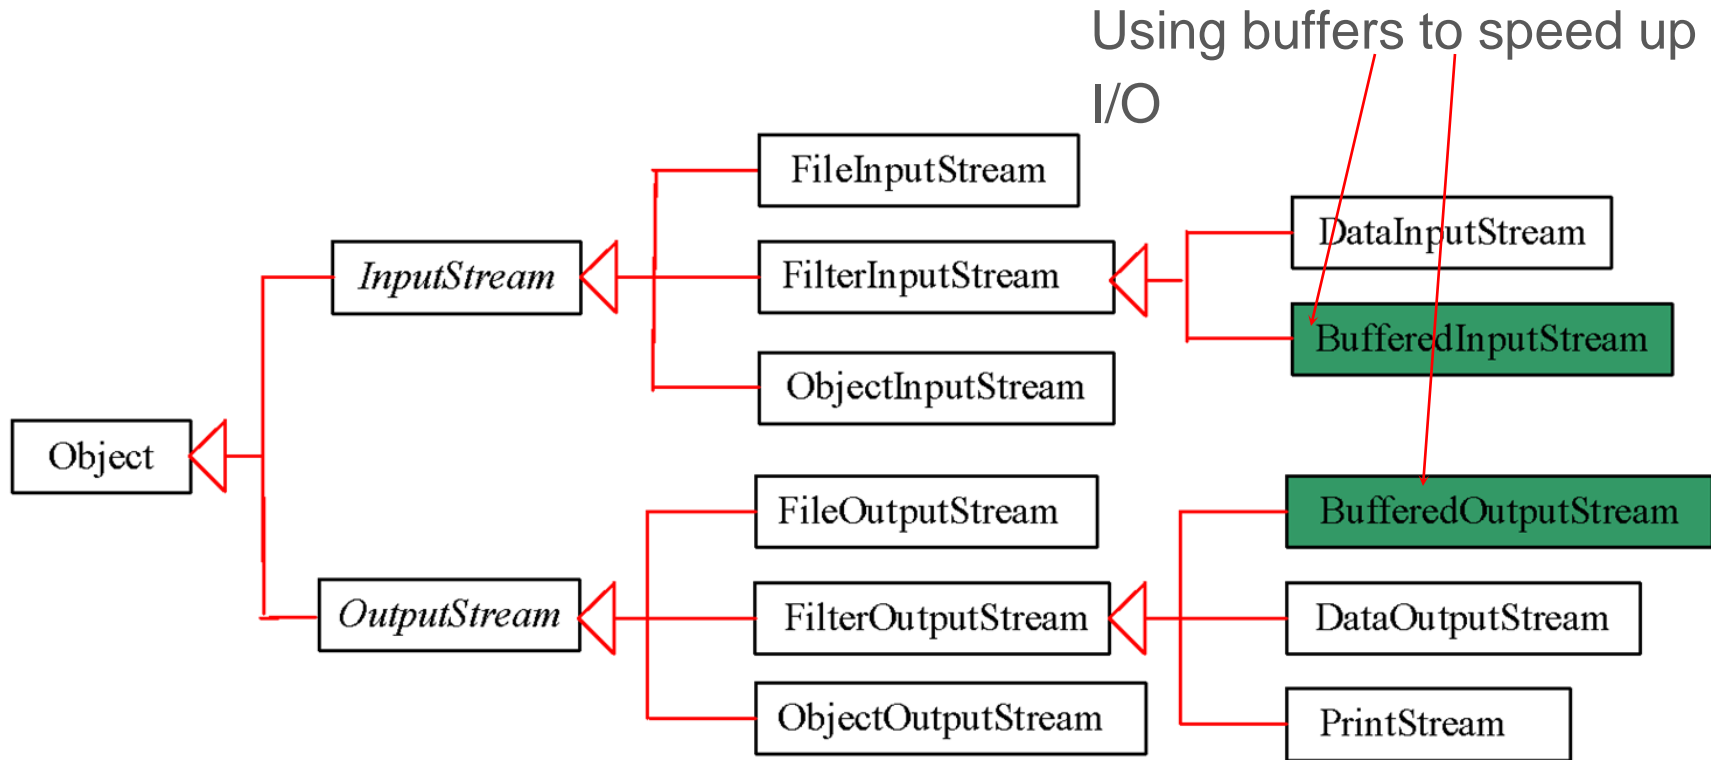 Using buffers to speed up
I/O
FileInputStream
DataInputStream
InputStream
FilterInputStream
BufferedInputStream
ObjectInputStream
Object
FileOutputStream
BufferedOutputStream
OutputStream
FilterOutputStream
DataOutputStream
ObjectOutputStream
PrintStream